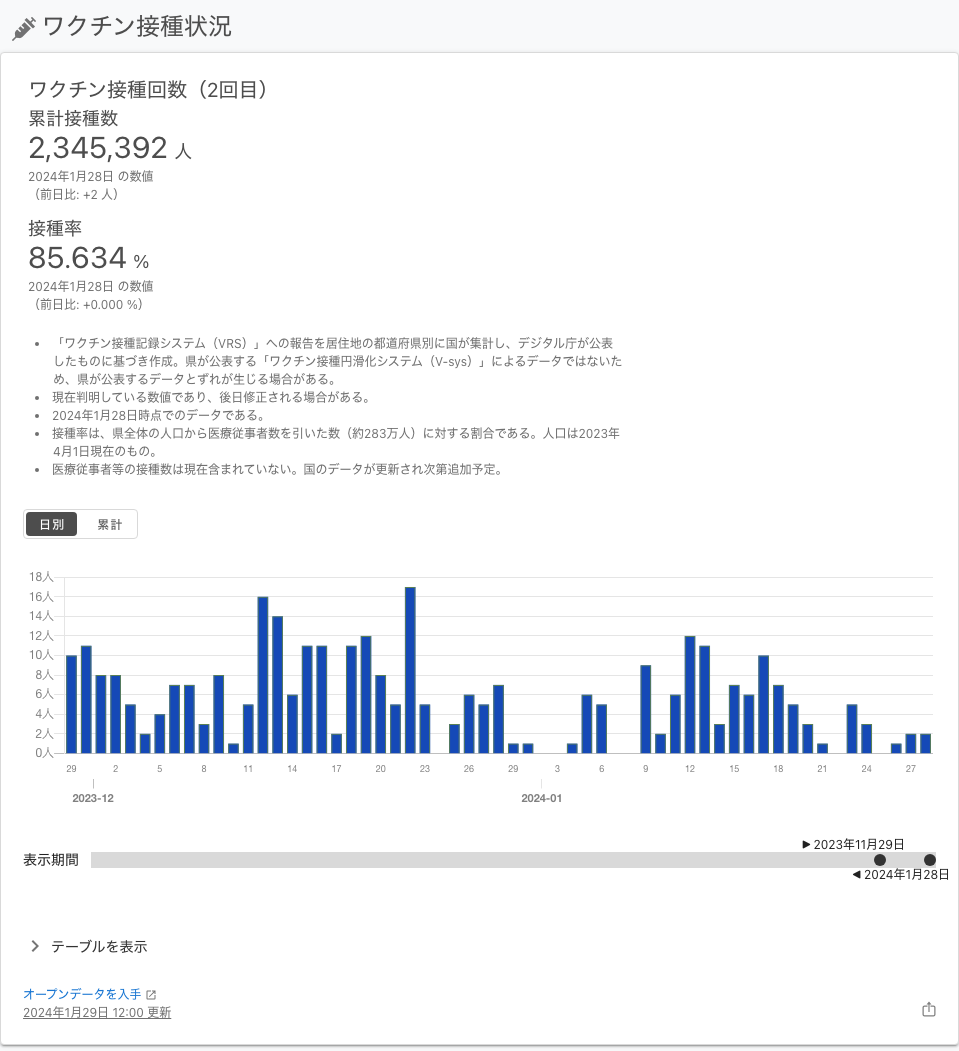 ワクチン接種状況
ワクチン接種回数（2回目）
累計接種数
2,345,392 人
2024年1月28日 の数値
（前日比: +2 人）
接種率
85.634 %
2024年1月28日 の数値
（前日比: +0.000 %）
• 「ワクチン接種記録システム（VRS）」への報告を居住地の都道府県別に国が集計し、デジタル庁が公表
したものに基づき作成。県が公表する「ワクチン接種円滑化システム（V-sys）」によるデータではないた
め、県が公表するデータとずれが生じる場合がある。
• 現在判明している数値であり、後日修正される場合がある。
• 2024年1月28日時点でのデータである。
• 接種率は、県全体の人口から医療従事者数を引いた数（約283万人）に対する割合である。人口は2023年
4月1日現在のもの。
• 医療従事者等の接種数は現在含まれていない。国のデータが更新され次第追加予定。
日別 累計
18人
16人
14人
12人
10人
8人
6人
4人
2人
0人
29 2 5 8 11 14 17 20 23 26 29 3 6 9 12 15 18 21 24 27
2023-12 2024-01
▶ 2023年11月29日
表示期間
◀ 2024年1月28日
テーブルを表示
オープンデータを入手
2024年1月29日 12:00 更新